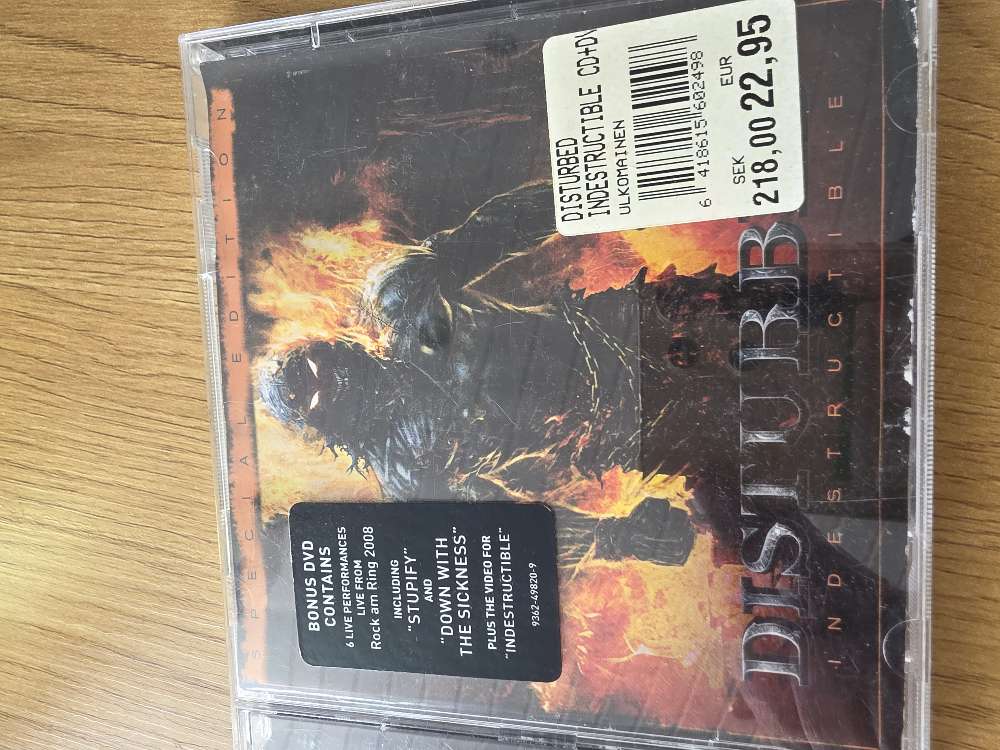 SPECIAL EDITION
DISTURBED
INDESTRUCTIBLE CD+DV
ULKOMAINEN
6 418615 602498
SEK EUR
218,00 22,95
BONUS DVD
CONTAINS
6 LIVE PERFORMANCES
LIVE FROM
Rock am Ring 2008
INCLUDING
"STUPIFY"
AND
"DOWN WITH
THE SICKNESS"
PLUS THE VIDEO FOR
"INDESTRUCTIBLE"
9362-49820-9
DISTURB
INDESTRUCTIBLE